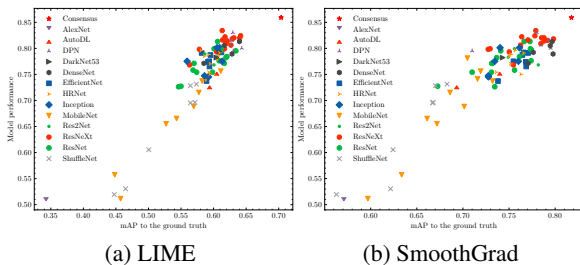 Consensus
AlexNet
AutoDL
DPN
DarkNet53
DenseNet
EfficientNet
HRNet
Inception
MobileNet
Res2Net
ResNeXt
ResNet
ShuffleNet
Model performance
0.85
0.80
0.75
0.70
0.65
0.60
0.55
0.50
0.35 0.40 0.45 0.50 0.55 0.60 0.65 0.70
mAP to the ground truth
(a) LIME
Consensus
AlexNet
AutoDL
DPN
DarkNet53
DenseNet
EfficientNet
HRNet
Inception
MobileNet
Res2Net
ResNeXt
ResNet
ShuffleNet
Model performance
0.85
0.80
0.75
0.70
0.65
0.60
0.55
0.50
0.60 0.65 0.70 0.75 0.80
mAP to the ground truth
(b) SmoothGrad